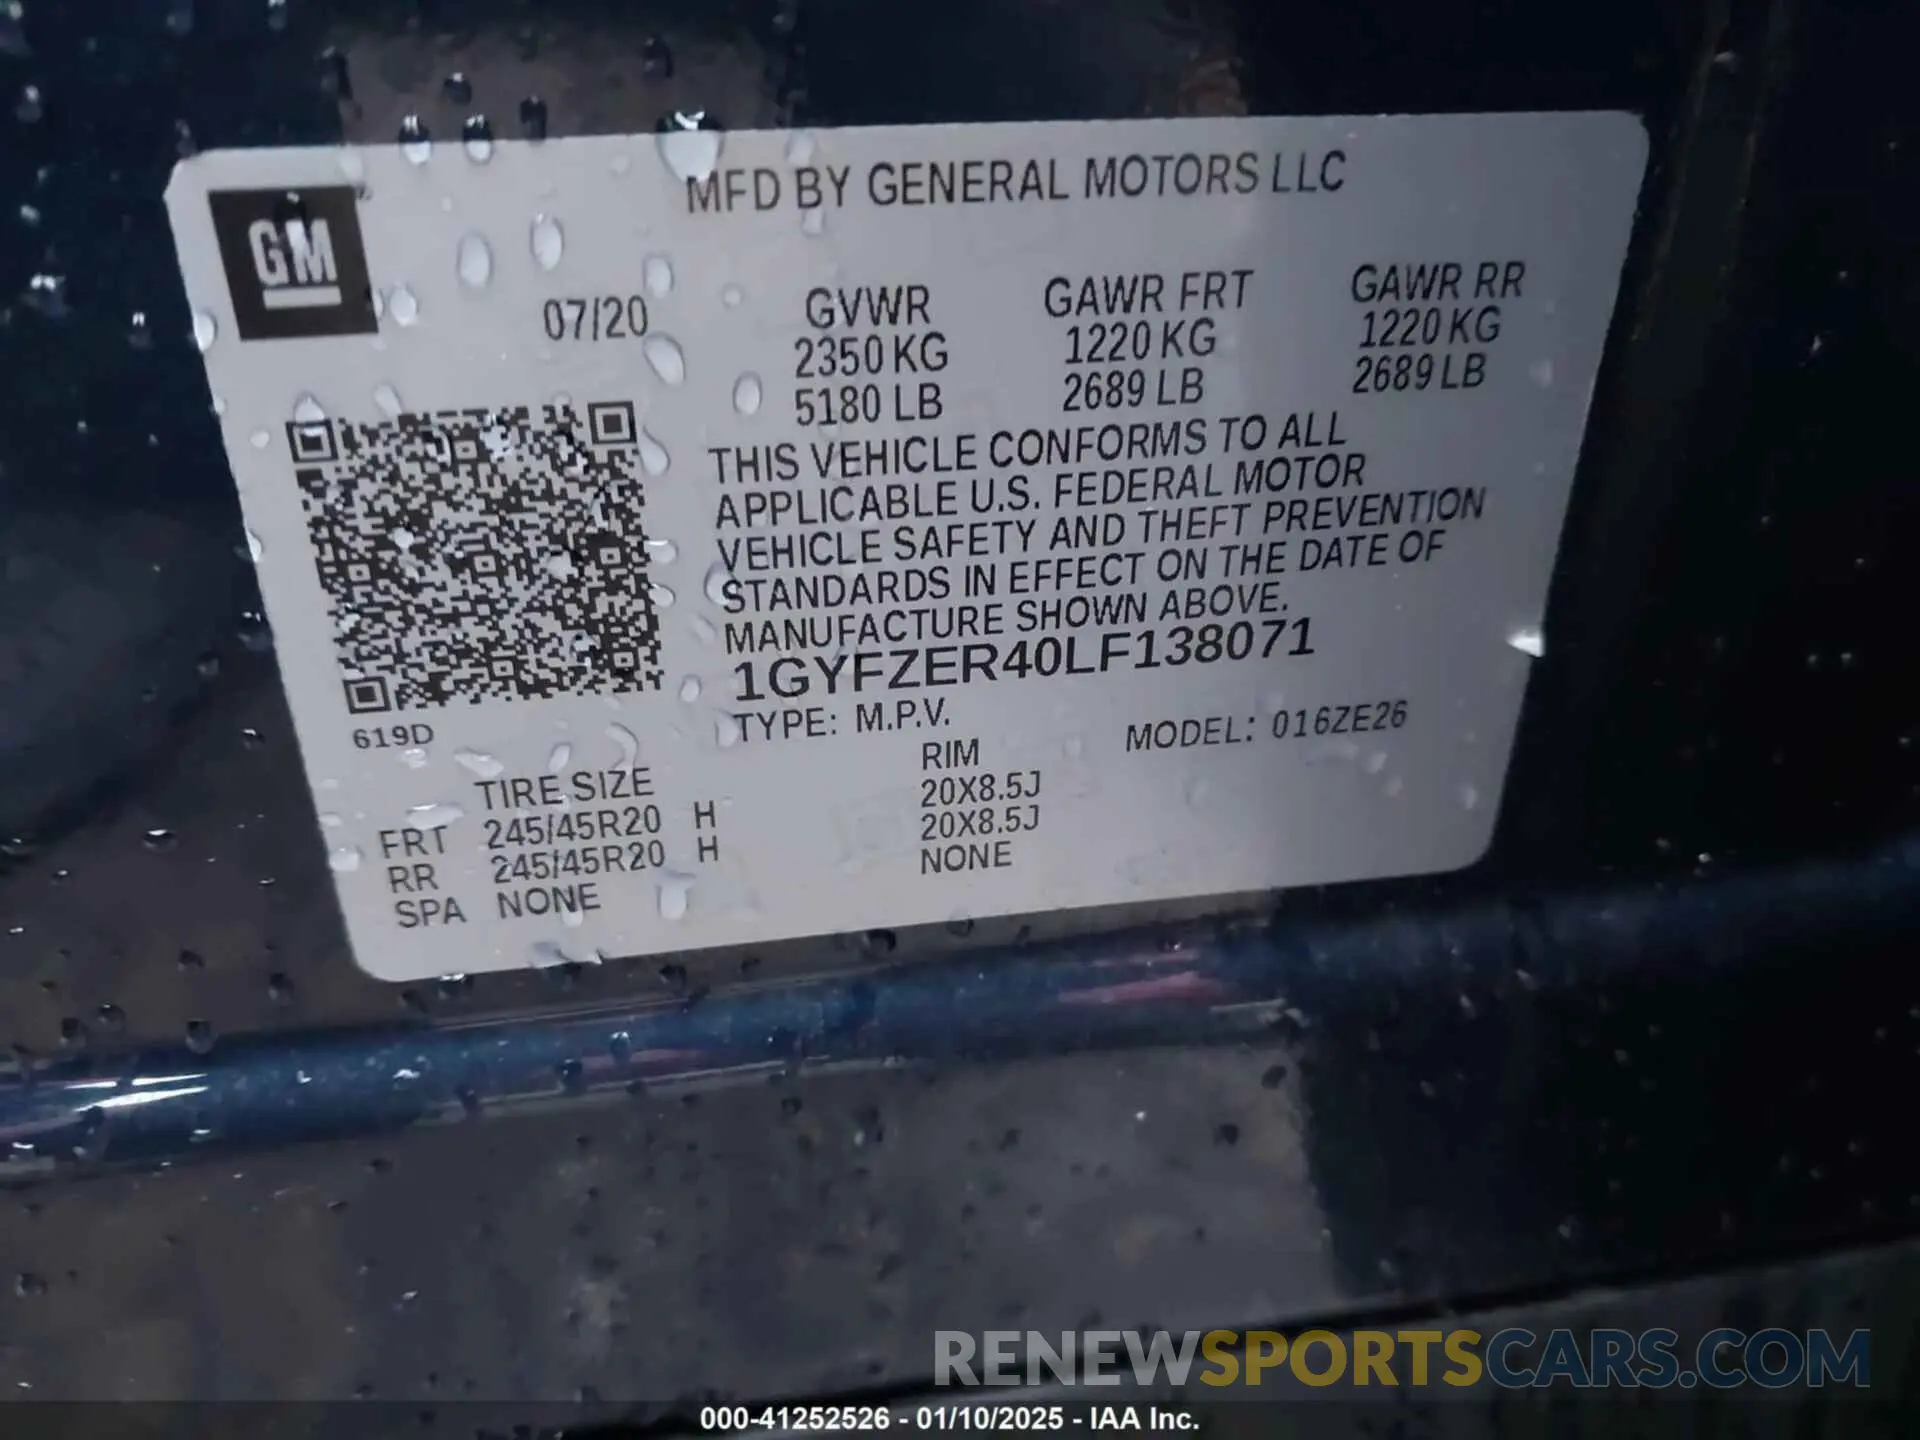 MFD BY GENERAL MOTORS LLC
GM
07/20
GVWR GAWR FRT GAWR RR
2350 KG 1220 KG 1220 KG
5180 LB 2689 LB 2689 LB
THIS VEHICLE CONFORMS TO ALL
APPLICABLE U.S. FEDERAL MOTOR
VEHICLE SAFETY AND THEFT PREVENTION
STANDARDS IN EFFECT ON THE DATE OF
MANUFACTURE SHOWN ABOVE.
1GYFZER40LF138071
619D
TYPE: M.P.V. MODEL: 016ZE26
TIRE SIZE RIM
FRT 245/45R20 H 20X8.5J
RR 245/45R20 H 20X8.5J
SPA NONE NONE
RENEWSPORTSCARS.COM
000-41252526 - 01/10/2025 - IAA Inc.